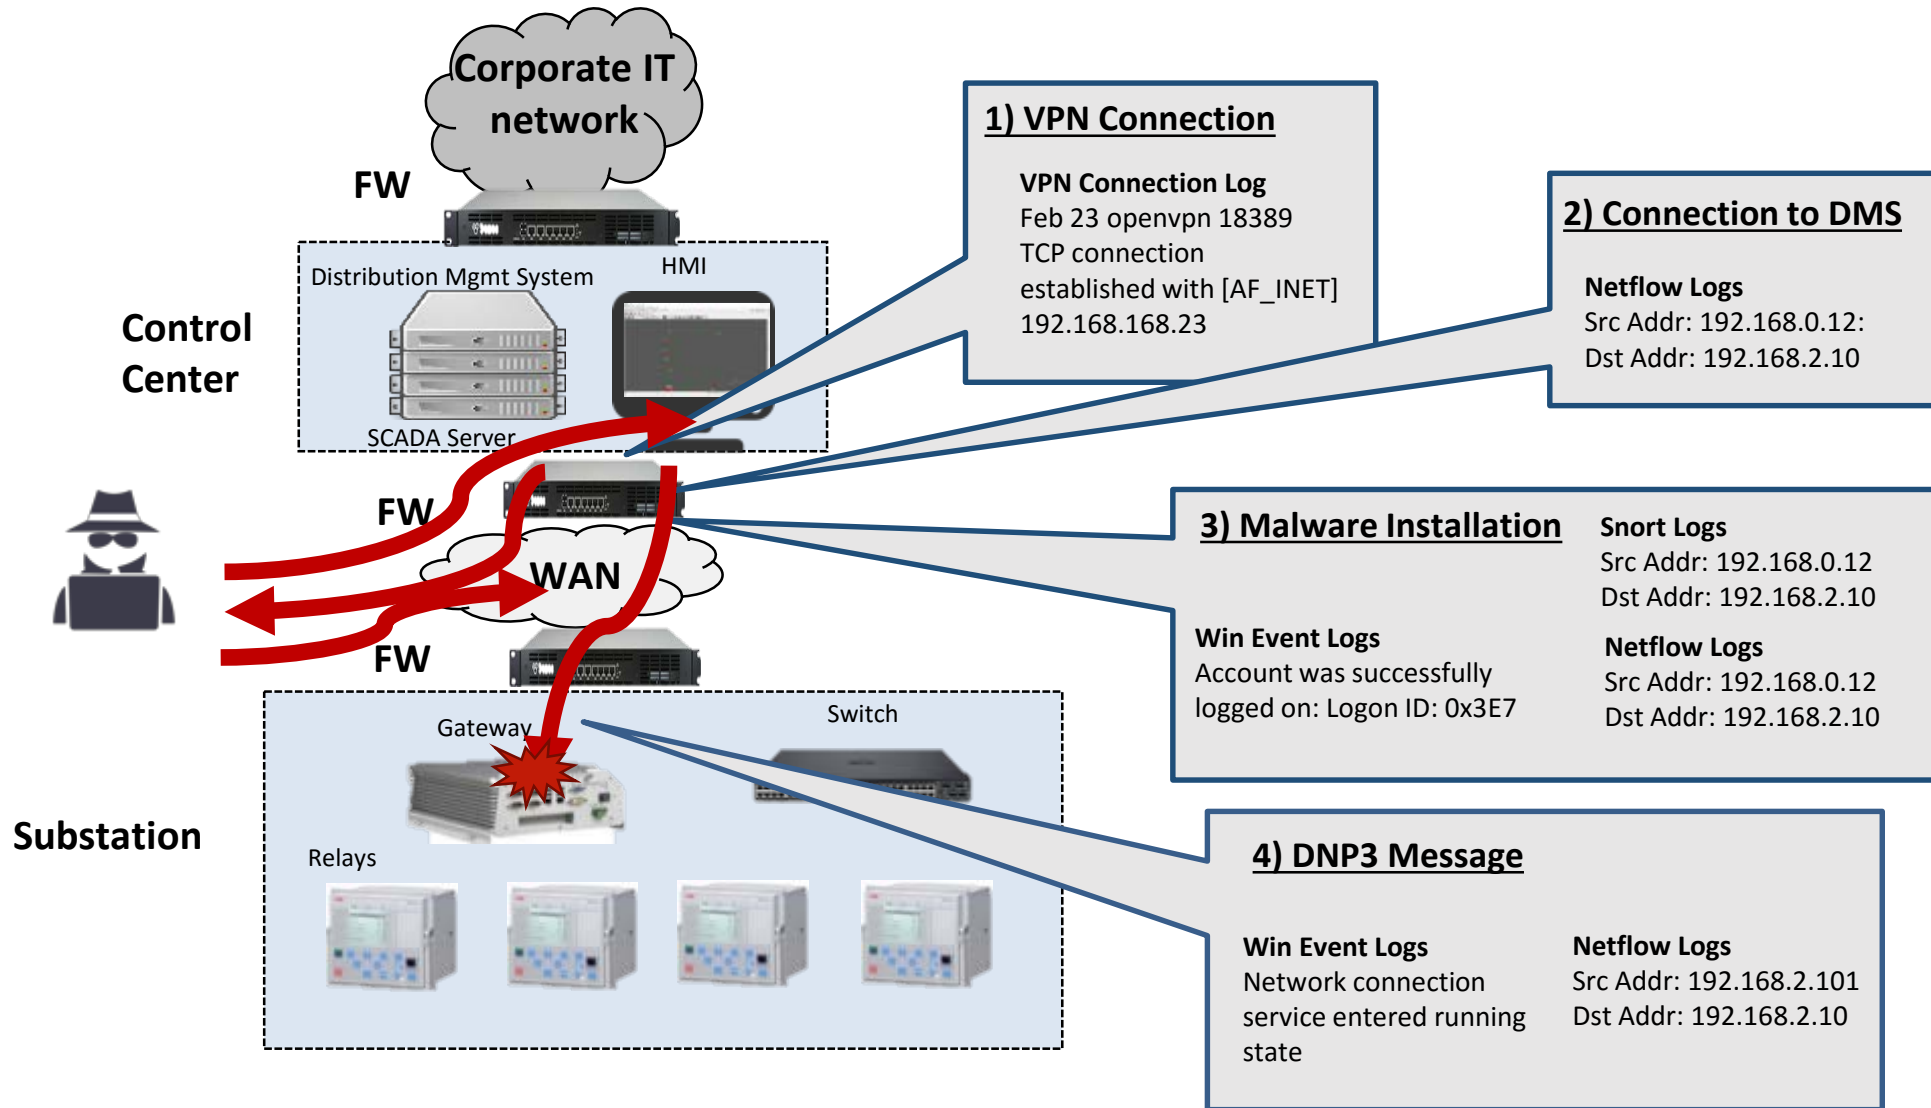 Corporate IT
network
FW
Distribution Mgmt System
HMI
SCADA Server
Control
Center
FW
WAN
FW
Substation
Gateway
Switch
Relays
1) VPN Connection
VPN Connection Log
Feb 23 openvpn 18389
TCP connection
established with [AF_INET]
192.168.168.23
2) Connection to DMS
Netflow Logs
Src Addr: 192.168.0.12:
Dst Addr: 192.168.2.10
3) Malware Installation
Win Event Logs
Account was successfully
logged on: Logon ID: 0x3E7
Snort Logs
Src Addr: 192.168.0.12
Dst Addr: 192.168.2.10
Netflow Logs
Src Addr: 192.168.0.12
Dst Addr: 192.168.2.10
4) DNP3 Message
Win Event Logs
Network connection
service entered running
state
Netflow Logs
Src Addr: 192.168.2.101
Dst Addr: 192.168.2.10